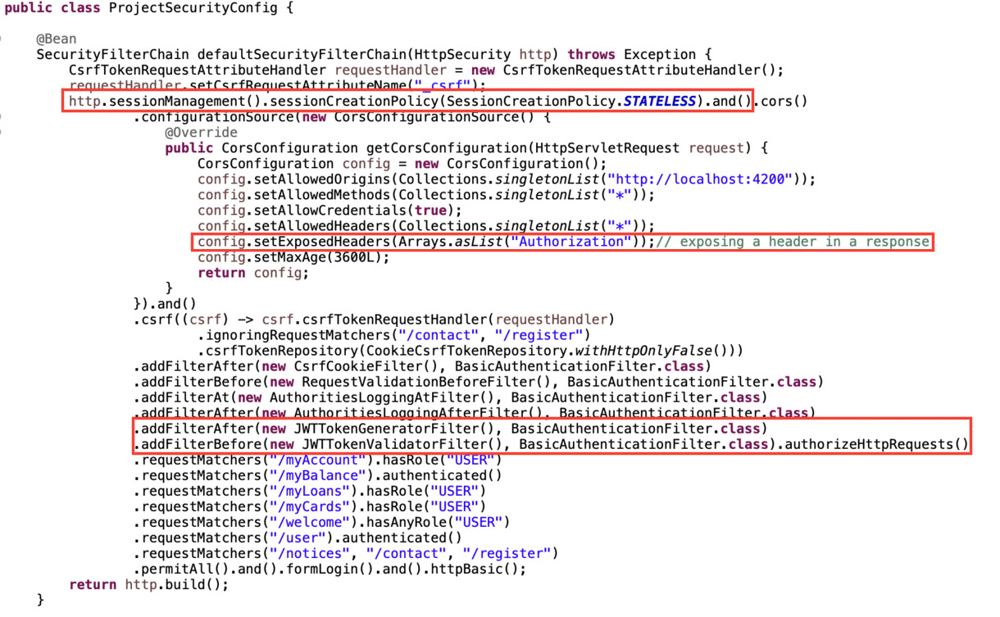 public class ProjectSecurityConfig {
@Bean
SecurityFilterChain defaultSecurityFilterChain(HttpSecurity http) throws Exception {
CsrfTokenRequestAttributeHandler requestHandler = new CsrfTokenRequestAttributeHandler();
requestHandler.setCsrfRequestAttributeName("_csrf");
http.sessionManagement().sessionCreationPolicy(SessionCreationPolicy.STATELESS).and().cors()
.configurationSource(new CorsConfigurationSource() {
@Override
public CorsConfiguration getCorsConfiguration(HttpServletRequest request) {
CorsConfiguration config = new CorsConfiguration();
config.setAllowedOrigins(Collections.singletonList("http://localhost:4200"));
config.setAllowedMethods(Collections.singletonList("*"));
config.setAllowCredentials(true);
config.setAllowedHeaders(Collections.singletonList("*"));
config.setExposedHeaders(Arrays.asList("Authorization"));// exposing a header in a response
config.setMaxAge(3600L);
return config;
}
}).and()
.csrf((csrf) -> csrf.csrfTokenRequestHandler(requestHandler)
.ignoringRequestMatchers("/contact", "/register")
.csrfTokenRepository(CookieCsrfTokenRepository.withHttpOnlyFalse()))
.addFilterAfter(new CsrfCookieFilter(), BasicAuthenticationFilter.class)
.addFilterBefore(new RequestValidationBeforeFilter(), BasicAuthenticationFilter.class)
.addFilterAt(new AuthoritiesLoggingAtFilter(), BasicAuthenticationFilter.class)
.addFilterAfter(new AuthoritiesLoggingAfterFilter(), BasicAuthenticationFilter.class)
.addFilterAfter(new JWTTokenGeneratorFilter(), BasicAuthenticationFilter.class)
.addFilterBefore(new JWTTokenValidatorFilter(), BasicAuthenticationFilter.class).authorizeHttpRequests()
.requestMatchers("/myAccount").hasRole("USER")
.requestMatchers("/myBalance").authenticated()
.requestMatchers("/myLoans").hasRole("USER")
.requestMatchers("/myCards").hasRole("USER")
.requestMatchers("/welcome").hasAnyRole("USER")
.requestMatchers("/user").authenticated()
.requestMatchers("/notices", "/contact", "/register")
.permitAll().and().formLogin().and().httpBasic();
return http.build();
}